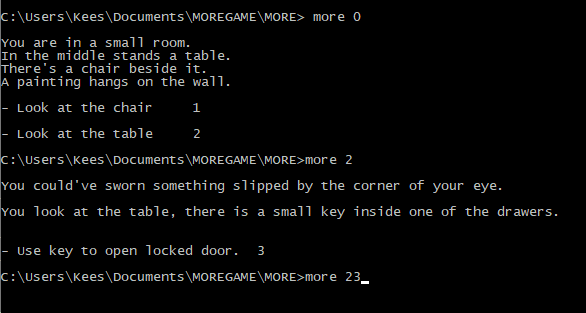 C:\Users\Kees\Documents\MOREGAME\MORE> more 0
You are in a small room.
In the middle stands a table.
There's a chair beside it.
A painting hangs on the wall.
- Look at the chair     1
- Look at the table     2
C:\Users\Kees\Documents\MOREGAME\MORE>more 2
You could've sworn something slipped by the corner of your eye.
You look at the table, there is a small key inside one of the drawers.
- Use key to open locked door.  3
C:\Users\Kees\Documents\MOREGAME\MORE>more 23